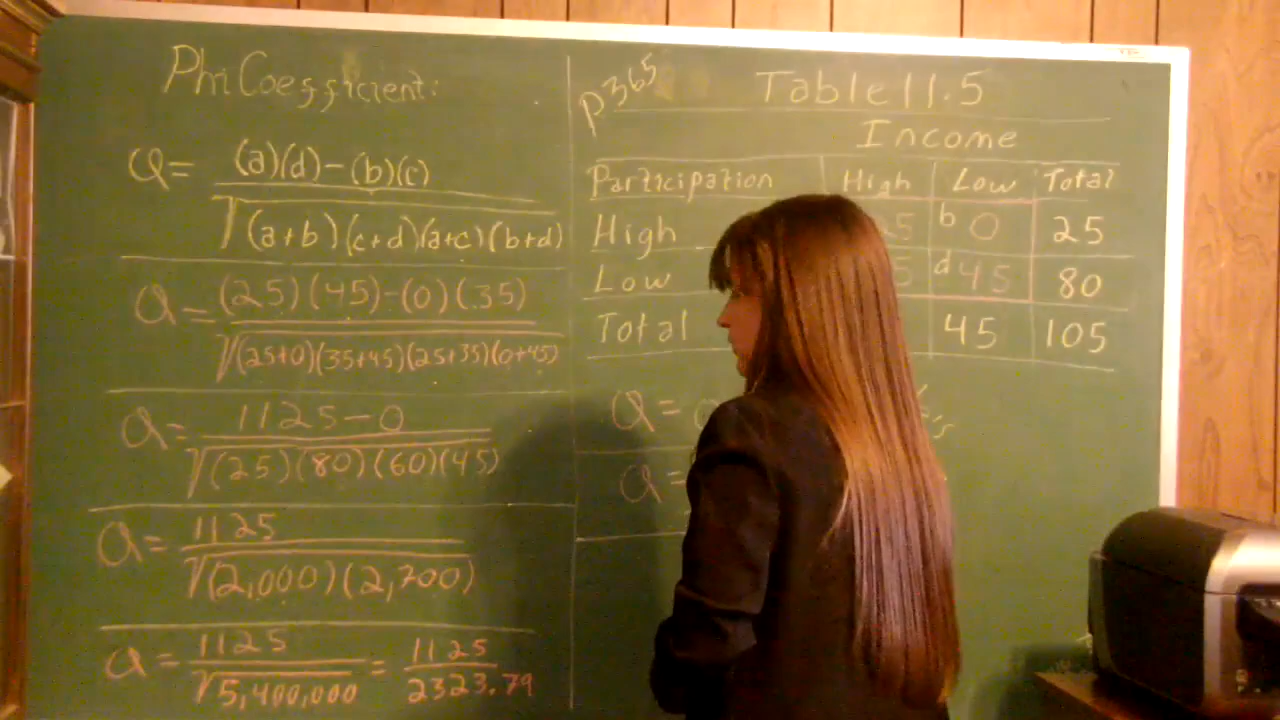 Phi Coefficient:
Q = (a)(d) - (b)(c)
√(a+b)(c+d)(a+c)(b+d)
Q = (25)(45) - (0)(35)
√(25+0)(35+45)(25+35)(0+45)
Q = 1125 - 0
√(25)(80)(60)(45)
Q = 1125
√(2,000)(2,700)
Q = 1125 = 1125
√5,400,000 2323.79
P365
Table 11.5
Income
Participation High Low Total
High 5 b 0 25
Low 5 d 45 80
Total 45 105
Q =
Q =